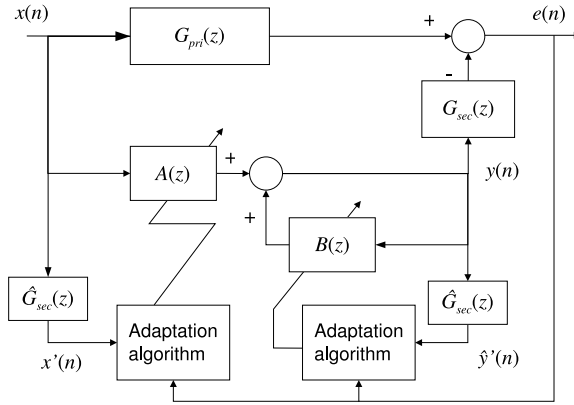 x(n)
G_pri(z)
+
e(n)
-
G_sec(z)
A(z)
+
y(n)
+
B(z)
Ĝ_sec(z)
Ĝ_sec(z)
Adaptation
algorithm
Adaptation
algorithm
x'(n)
ŷ'(n)